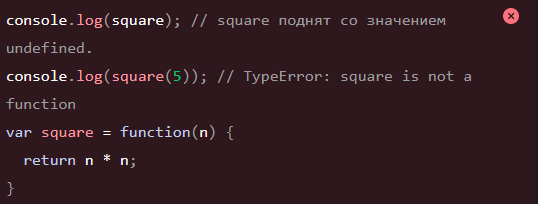 console.log(square); // square поднят со значением
undefined.
console.log(square(5)); // TypeError: square is not a
function
var square = function(n) {
  return n * n;
}